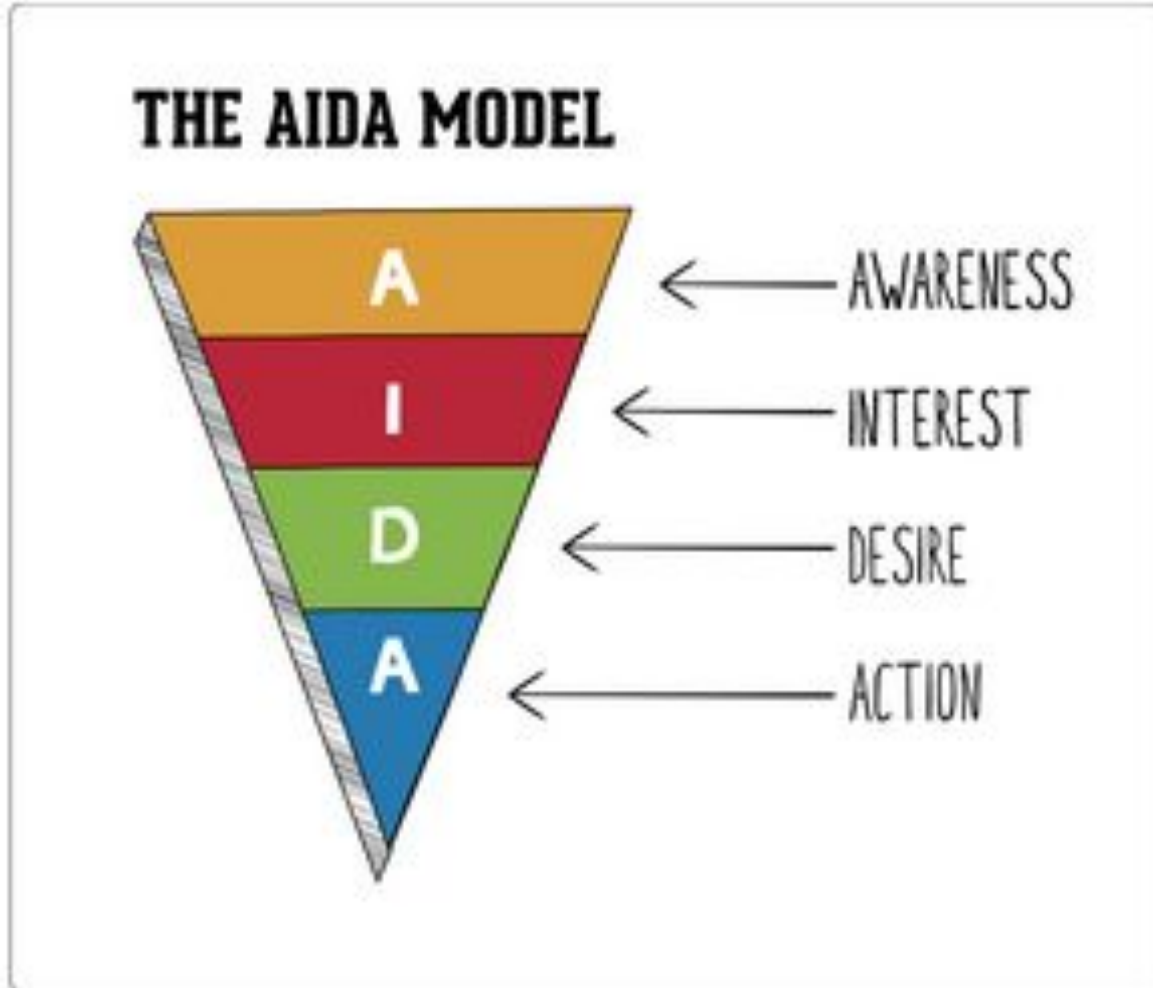 THE AIDA MODEL
A
AWARENESS
I
INTEREST
D
DESIRE
A
ACTION